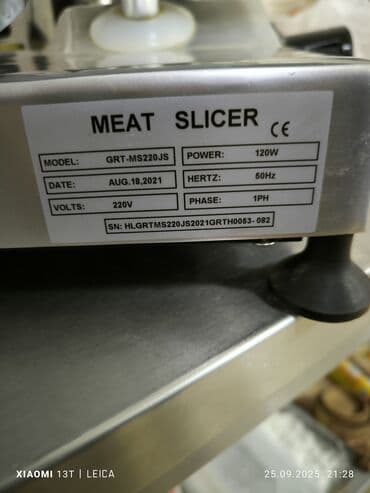 MEAT SLICER CE
MODEL: GRT-MS220JS POWER: 120W
DATE: AUG.19,2021 HERTZ: 50Hz
VOLTS: 220V PHASE: 1PH
SN: HLGRTMS220JS2021GRTH0053-082
XIAOMI 13T | LEICA 25.09.2025 21:28